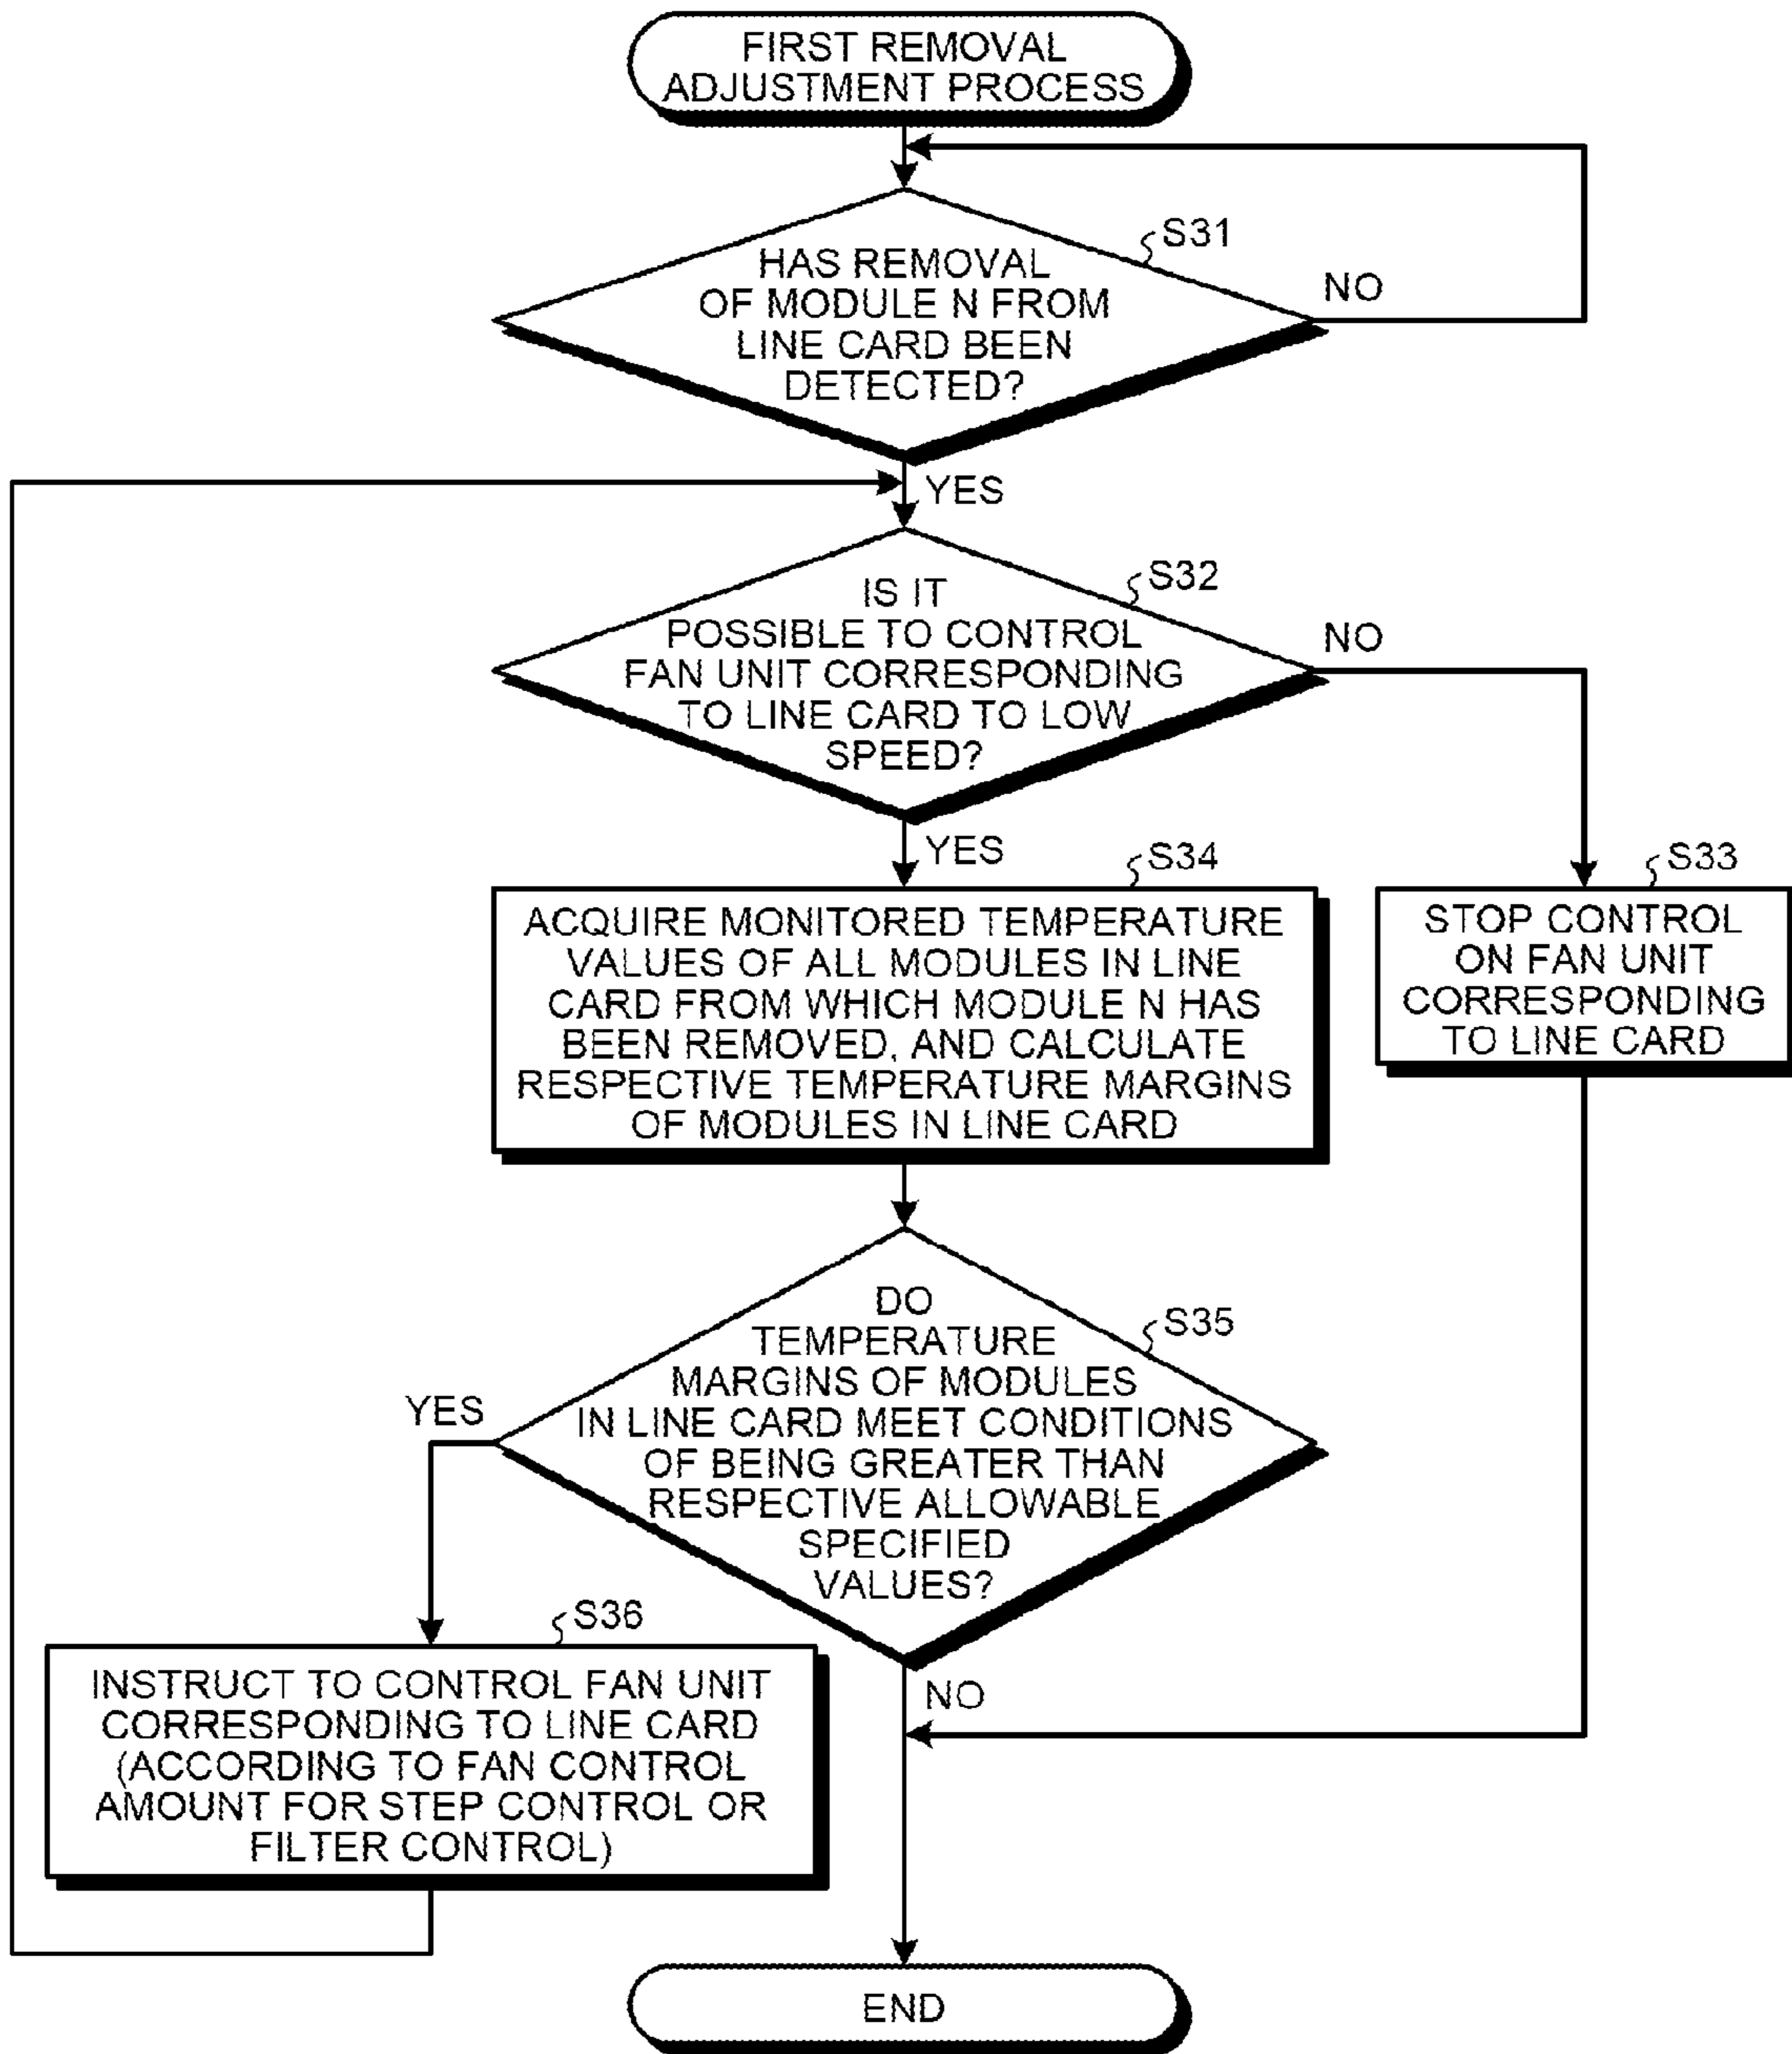 FIRST REMOVAL
ADJUSTMENT PROCESS
S31
HAS REMOVAL
OF MODULE N FROM
LINE CARD BEEN
DETECTED?
NO
YES
S32
IS IT
POSSIBLE TO CONTROL
FAN UNIT CORRESPONDING
TO LINE CARD TO LOW
SPEED?
NO
YES
S34
ACQUIRE MONITORED TEMPERATURE
VALUES OF ALL MODULES IN LINE
CARD FROM WHICH MODULE N HAS
BEEN REMOVED, AND CALCULATE
RESPECTIVE TEMPERATURE MARGINS
OF MODULES IN LINE CARD
S33
STOP CONTROL
ON FAN UNIT
CORRESPONDING
TO LINE CARD
S35
DO
TEMPERATURE
MARGINS OF MODULES
IN LINE CARD MEET CONDITIONS
OF BEING GREATER THAN
RESPECTIVE ALLOWABLE
SPECIFIED
VALUES?
YES
NO
S36
INSTRUCT TO CONTROL FAN UNIT
CORRESPONDING TO LINE CARD
(ACCORDING TO FAN CONTROL
AMOUNT FOR STEP CONTROL OR
FILTER CONTROL)
END